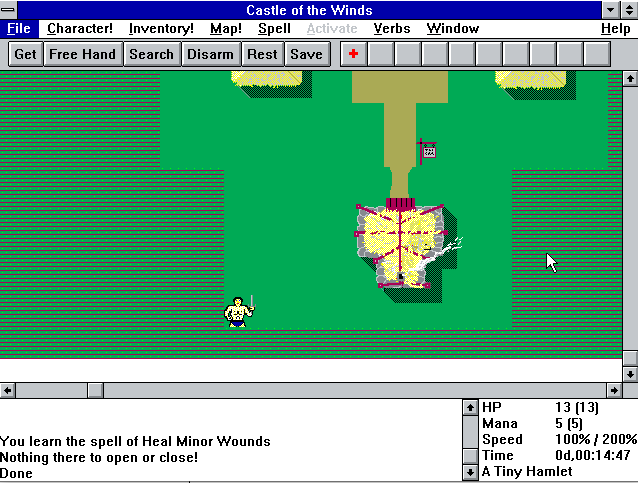 Castle of the Winds
File Character! Inventory! Map! Spell Activate Verbs Window Help
Get Free Hand Search Disarm Rest Save
You learn the spell of Heal Minor Wounds
Nothing there to open or close!
Done
HP 13 (13)
Mana 5 (5)
Speed 100% / 200%
Time 0d,00:14:47
A Tiny Hamlet